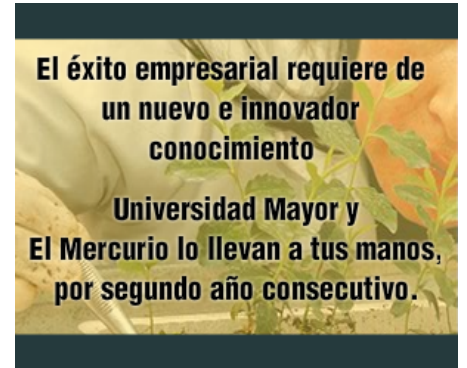 El éxito empresarial requiere de
un nuevo e innovador
conocimiento
Universidad Mayor y
El Mercurio lo llevan a tus manos,
por segundo año consecutivo.